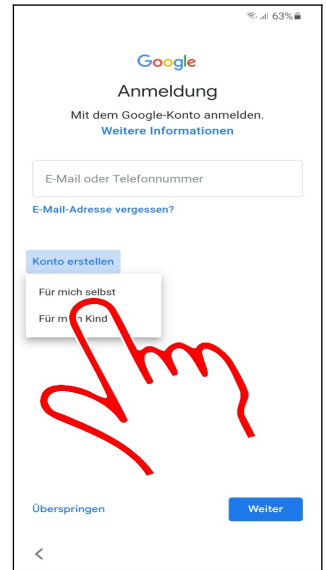 63%
Google
Anmeldung
Mit dem Google-Konto anmelden.
Weitere Informationen
E-Mail oder Telefonnummer
E-Mail-Adresse vergessen?
Konto erstellen
Für mich selbst
Für m n Kind
Überspringen
Weiter